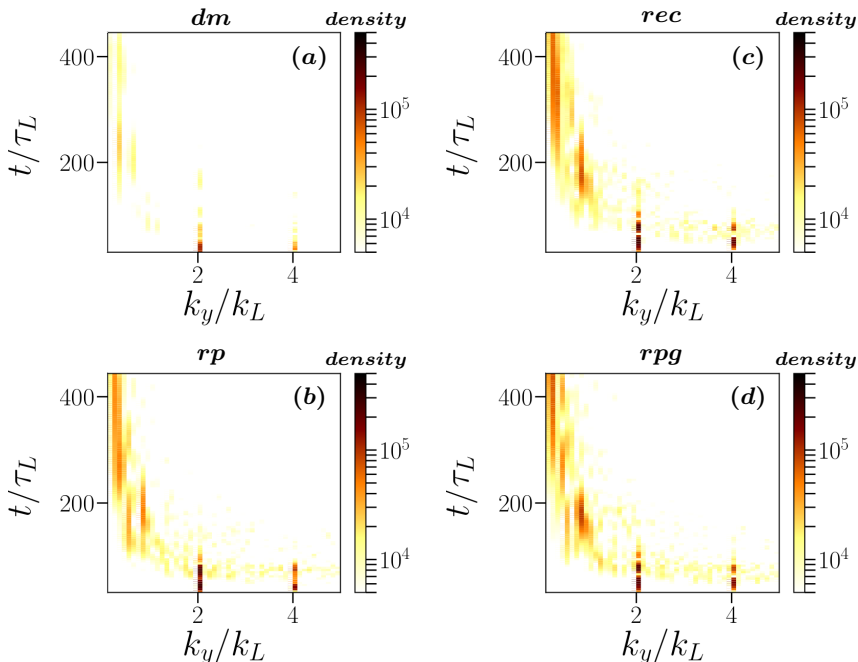 dm
density
(a)
400
200
t/τ_L
10^5
10^4
2
4
k_y/k_L
rec
density
(c)
400
200
t/τ_L
10^5
10^4
2
4
k_y/k_L
rp
density
(b)
400
200
t/τ_L
10^5
10^4
2
4
k_y/k_L
rpg
density
(d)
400
200
t/τ_L
10^5
10^4
2
4
k_y/k_L